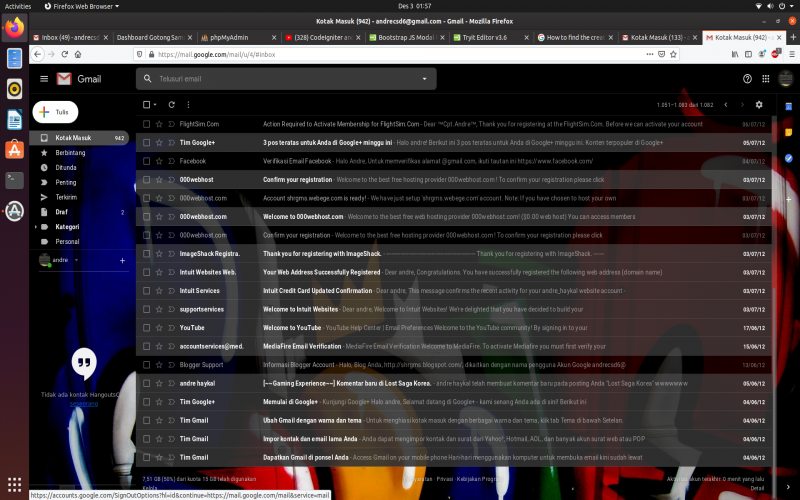 Activities Firefox Web Browser Des 3 01:57
Kotak Masuk (942) - andrecsd6@gmail.com - Gmail - Mozilla Firefox
Inbox (49) - andrecsd Dashboard Gotong Sam phpMyAdmin (328) CodeIgniter an Bootstrap JS Modal Tryit Editor v3.6 How to find the creat Kotak Masuk (133) - a Kotak Masuk (942) - a
https://mail.google.com/mail/u/4/#inbox
Gmail Telusuri email
Tulis 1.051–1.083 dari 1.082
Kotak Masuk 942
Berbintang
Ditunda
Penting
Terkirim
Draf 2
Kategori
Personal
andre
FlightSim.Com Action Required to Activate Membership for FlightSim.Com - Dear ™Cpt.Andre™, Thank you for registering at the FlightSim.Com. Before we can activate your account 06/07/12
Tim Google+ 3 pos teratas untuk Anda di Google+ minggu ini - Halo andre! Berikut ini 3 pos teratas untuk Anda di Google+ minggu ini. Konten terpopuler di Google+ 05/07/12
Facebook Verifikasi Email Facebook - Halo Andre, Untuk memverifikas alamat @gmail.com, ikuti tautan ini https://www.facebook.com/ 04/07/12
000webhost Confirm your registration - Welcome to the best free web hosting provider 000webhost.com! To confirm your registration please click 03/07/12
000webhost.com Account shrgms.webege.com is ready! - We have just setup 'shrgms.webege.com' account. Note: If you have chosen to host your own 03/07/12
000webhost.com Welcome to 000webhost.com - Welcome to the best free web hosting provider 000webhost.com! ($0.00 web host) You can access members 03/07/12
000webhost.com Confirm your registration - Welcome to the best free web hosting provider 000webhost.com! To confirm your registration please click 03/07/12
ImageShack Registra. Thank you for registering with ImageShack. Thank you for registering with ImageShack. 03/07/12
Intuit Websites Web. Your Web Address Successfully Registered - Dear andre, Congratulations. You have successfully registered the following web address (domain name) 03/07/12
Intuit Services Intuit Credit Card Updated Confirmation - Dear andre, This message confirms the recent activity for your andre_haykal website account - 03/07/12
supportservices Welcome to Intuit Websites - Dear andre, Welcome to Intuit Websites! We're delighted that you have decided to build your 03/07/12
YouTube Welcome to YouTube - YouTube Help Center | Email Preferences Welcome to the YouTube community! By signing in to your 17/06/12
accountservices@med. MediaFire Email Verification - MediaFire Email Verification Welcome to MediaFire. To activate MediaFire you must first verify your 15/06/12
Blogger Support Informasi Blogger Account - Halo, Blog Anda, http://shrgms.blogspot.com/, dikaitkan dengan nama pengguna Akun Google andrecsd6@ 13/06/12
andre haykal [~~Gaming Experience~~] Komentar baru di Lost Saga Korea. - andre haykal telah membuat komentar baru pada posting Anda "Lost Saga Korea" wwwwwww 06/06/12
Tim Google+ Memulai di Google+ - Kunjungi Google+ Halo andre, Selamat datang di Google+ - kami senang Anda ada di sini! Berikut ini 04/06/12
Tim Gmail Ubah Gmail dengan warna dan tema - Untuk menghiasi kotak masuk dengan berbagai warna dan tema, klik tab Tema di bawah Setelan. 04/06/12
Tim Gmail Impor kontak dan email lama Anda - Anda dapat mengimpor kontak dan surat dari Yahoo!, Hotmail, AOL, dan banyak akun surat web atau POP 04/06/12
Tim Gmail Dapatkan Gmail di ponsel Anda - Access Gmail on your mobile phone Hari-hari menggunakan komputer untuk membuka email kini sudah lewat 04/06/12
Tidak ada kontak Hangouts
7,51 GB (50%) dari kuota 15 GB telah digunakan
Kelola
Privasi · Kebijakan Program
Aktivitas akun terakhir: 0 menit yang lalu
Detail
https://accounts.google.com/SignOutOptions?hl=id&continue=https://mail.google.com/mail&service=mail